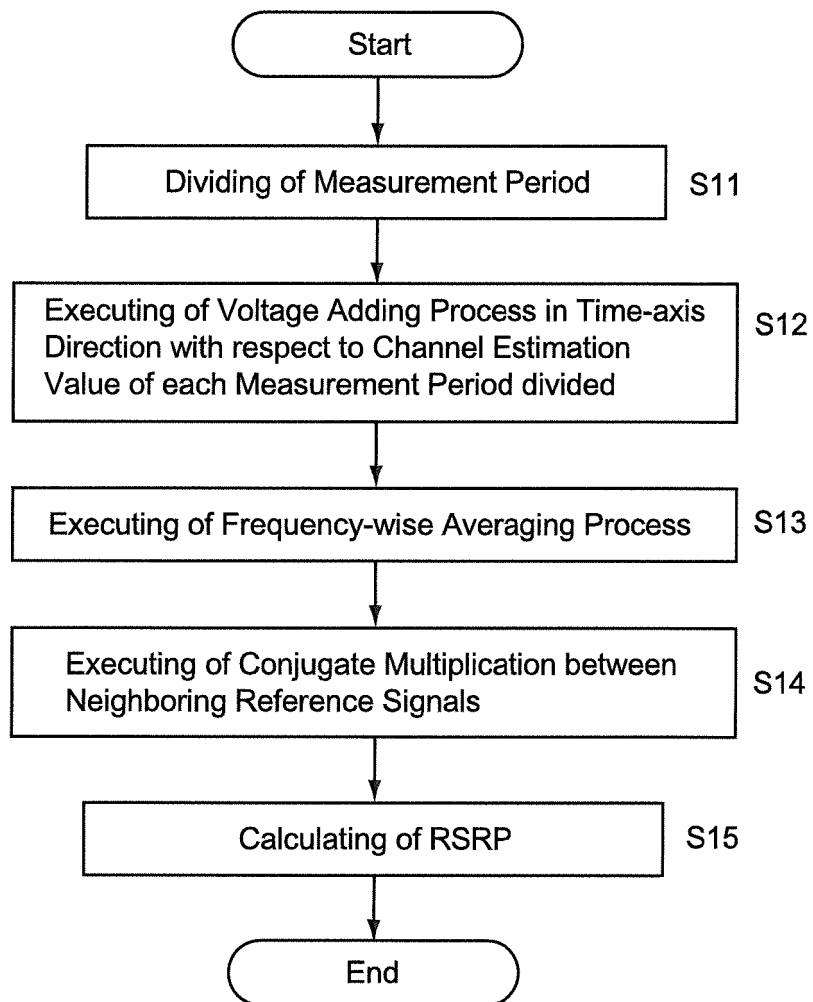 Start
Dividing of Measurement Period
S11
Executing of Voltage Adding Process in Time-axis
Direction with respect to Channel Estimation
Value of each Measurement Period divided
S12
Executing of Frequency-wise Averaging Process
S13
Executing of Conjugate Multiplication between
Neighboring Reference Signals
S14
Calculating of RSRP
S15
End